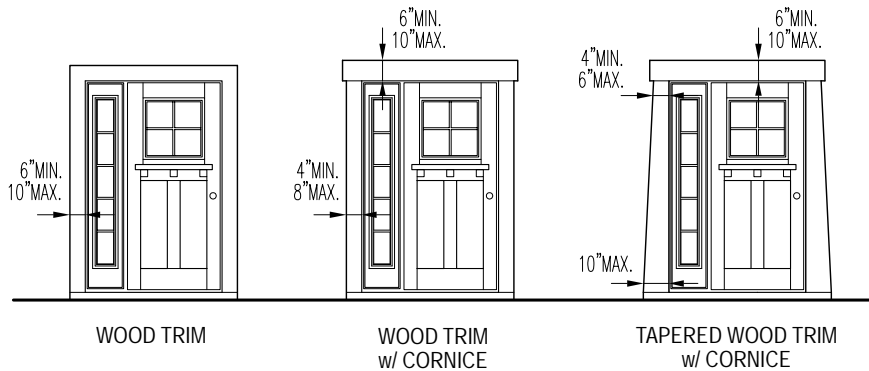 6"MIN.
10"MAX.
WOOD TRIM
6"MIN.
10"MAX.
4"MIN.
8"MAX.
WOOD TRIM
w/ CORNICE
6"MIN.
10"MAX.
4"MIN.
6"MAX.
10"MAX.
TAPERED WOOD TRIM
w/ CORNICE